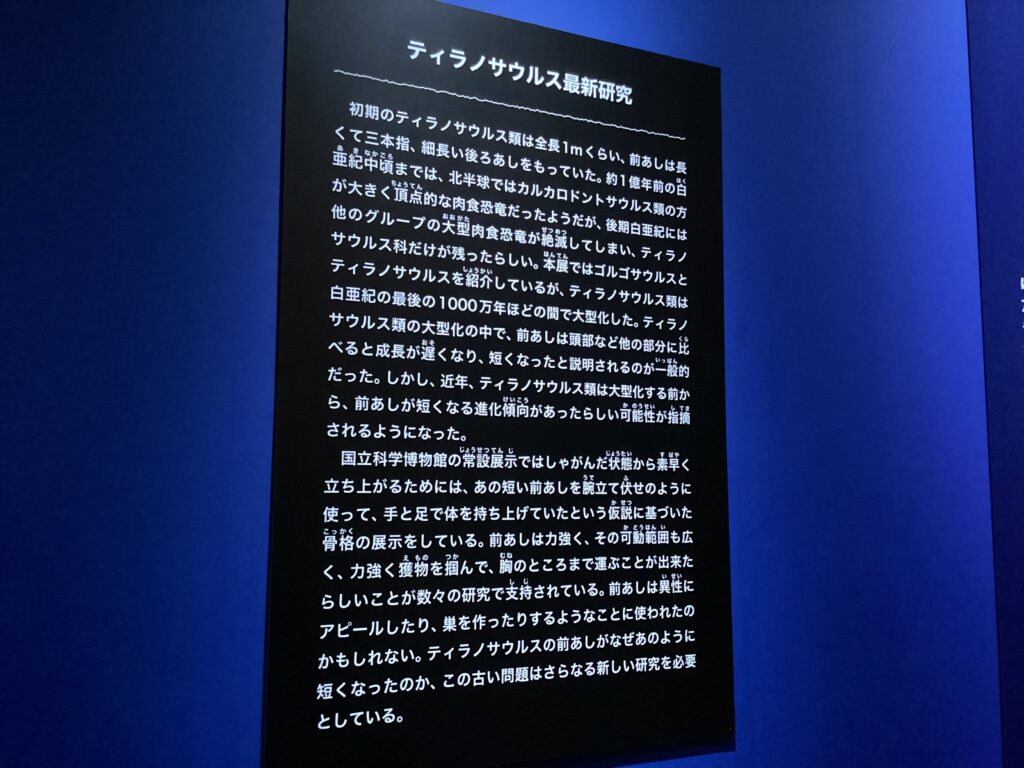 ティラノサウルス最新研究
初期のティラノサウルス類は全長1mくらい、前あしは長
くて三本指、細長い後ろあしをもっていた。約1億年前の白
亜紀中頃までは、北半球ではカルカロドントサウルス類の方
が大きく頂点的な肉食恐竜だったようだが、後期白亜紀には
他のグループの大型肉食恐竜が絶滅してしまい、ティラノ
サウルス科だけが残ったらしい。本展ではゴルゴサウルスと
ティラノサウルスを紹介しているが、ティラノサウルス類は
白亜紀の最後の1000万年ほどの間で大型化した。ティラノ
サウルス類の大型化の中で、前あしは頭部など他の部分に比
べると成長が遅くなり、短くなったと説明されるのが一般的
だった。しかし、近年、ティラノサウルス類は大型化する前か
ら、前あしが短くなる進化傾向があったらしい可能性が指摘
されるようになった。
国立科学博物館の常設展示ではしゃがんだ状態から素早く
立ち上がるためには、あの短い前あしを腕立て伏せのように
使って、手と足で体を持ち上げていたという仮説に基づいた
骨格の展示をしている。前あしは力強く、その可動範囲も広
く、力強く獲物を掴んで、胸のところまで運ぶことが出来た
らしいことが数々の研究で支持されている。前あしは異性に
アピールしたり、巣を作ったりするようなことに使われたの
かもしれない。ティラノサウルスの前あしがなぜあのように
短くなったのか、この古い問題はさらなる新しい研究を必要
としている。